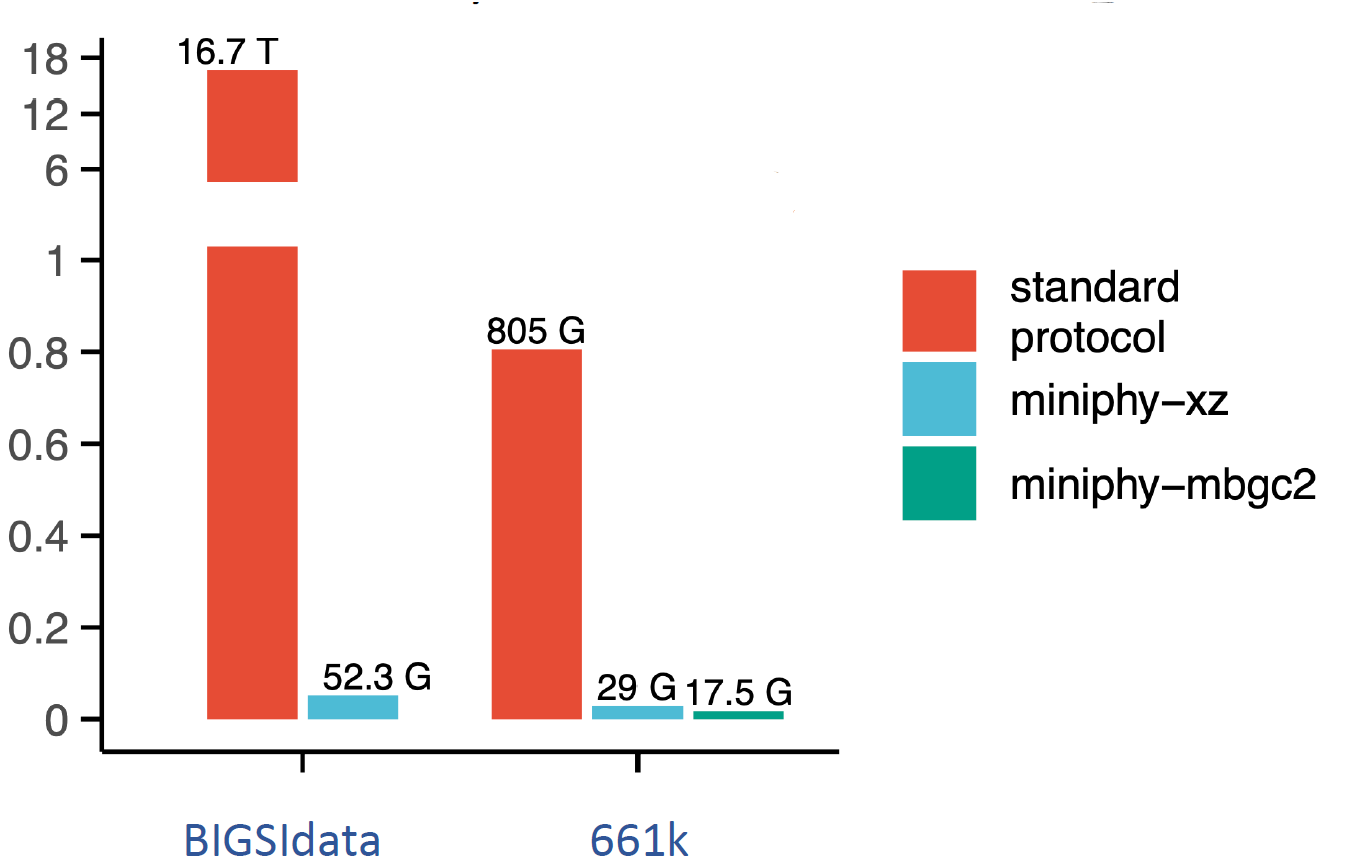 18
12
6
1
0.8
0.6
0.4
0.2
0
16.7 T
52.3 G
805 G
29 G
17.5 G
BIGSIdata
661k
standard
protocol
miniphy−xz
miniphy−mbgc2